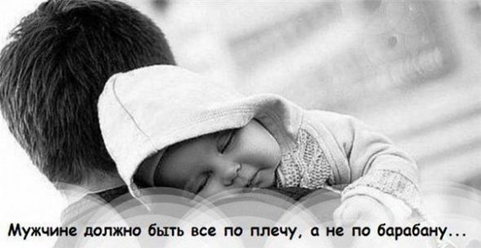 Мужчине должно быть все по плечу, а не по барабану...